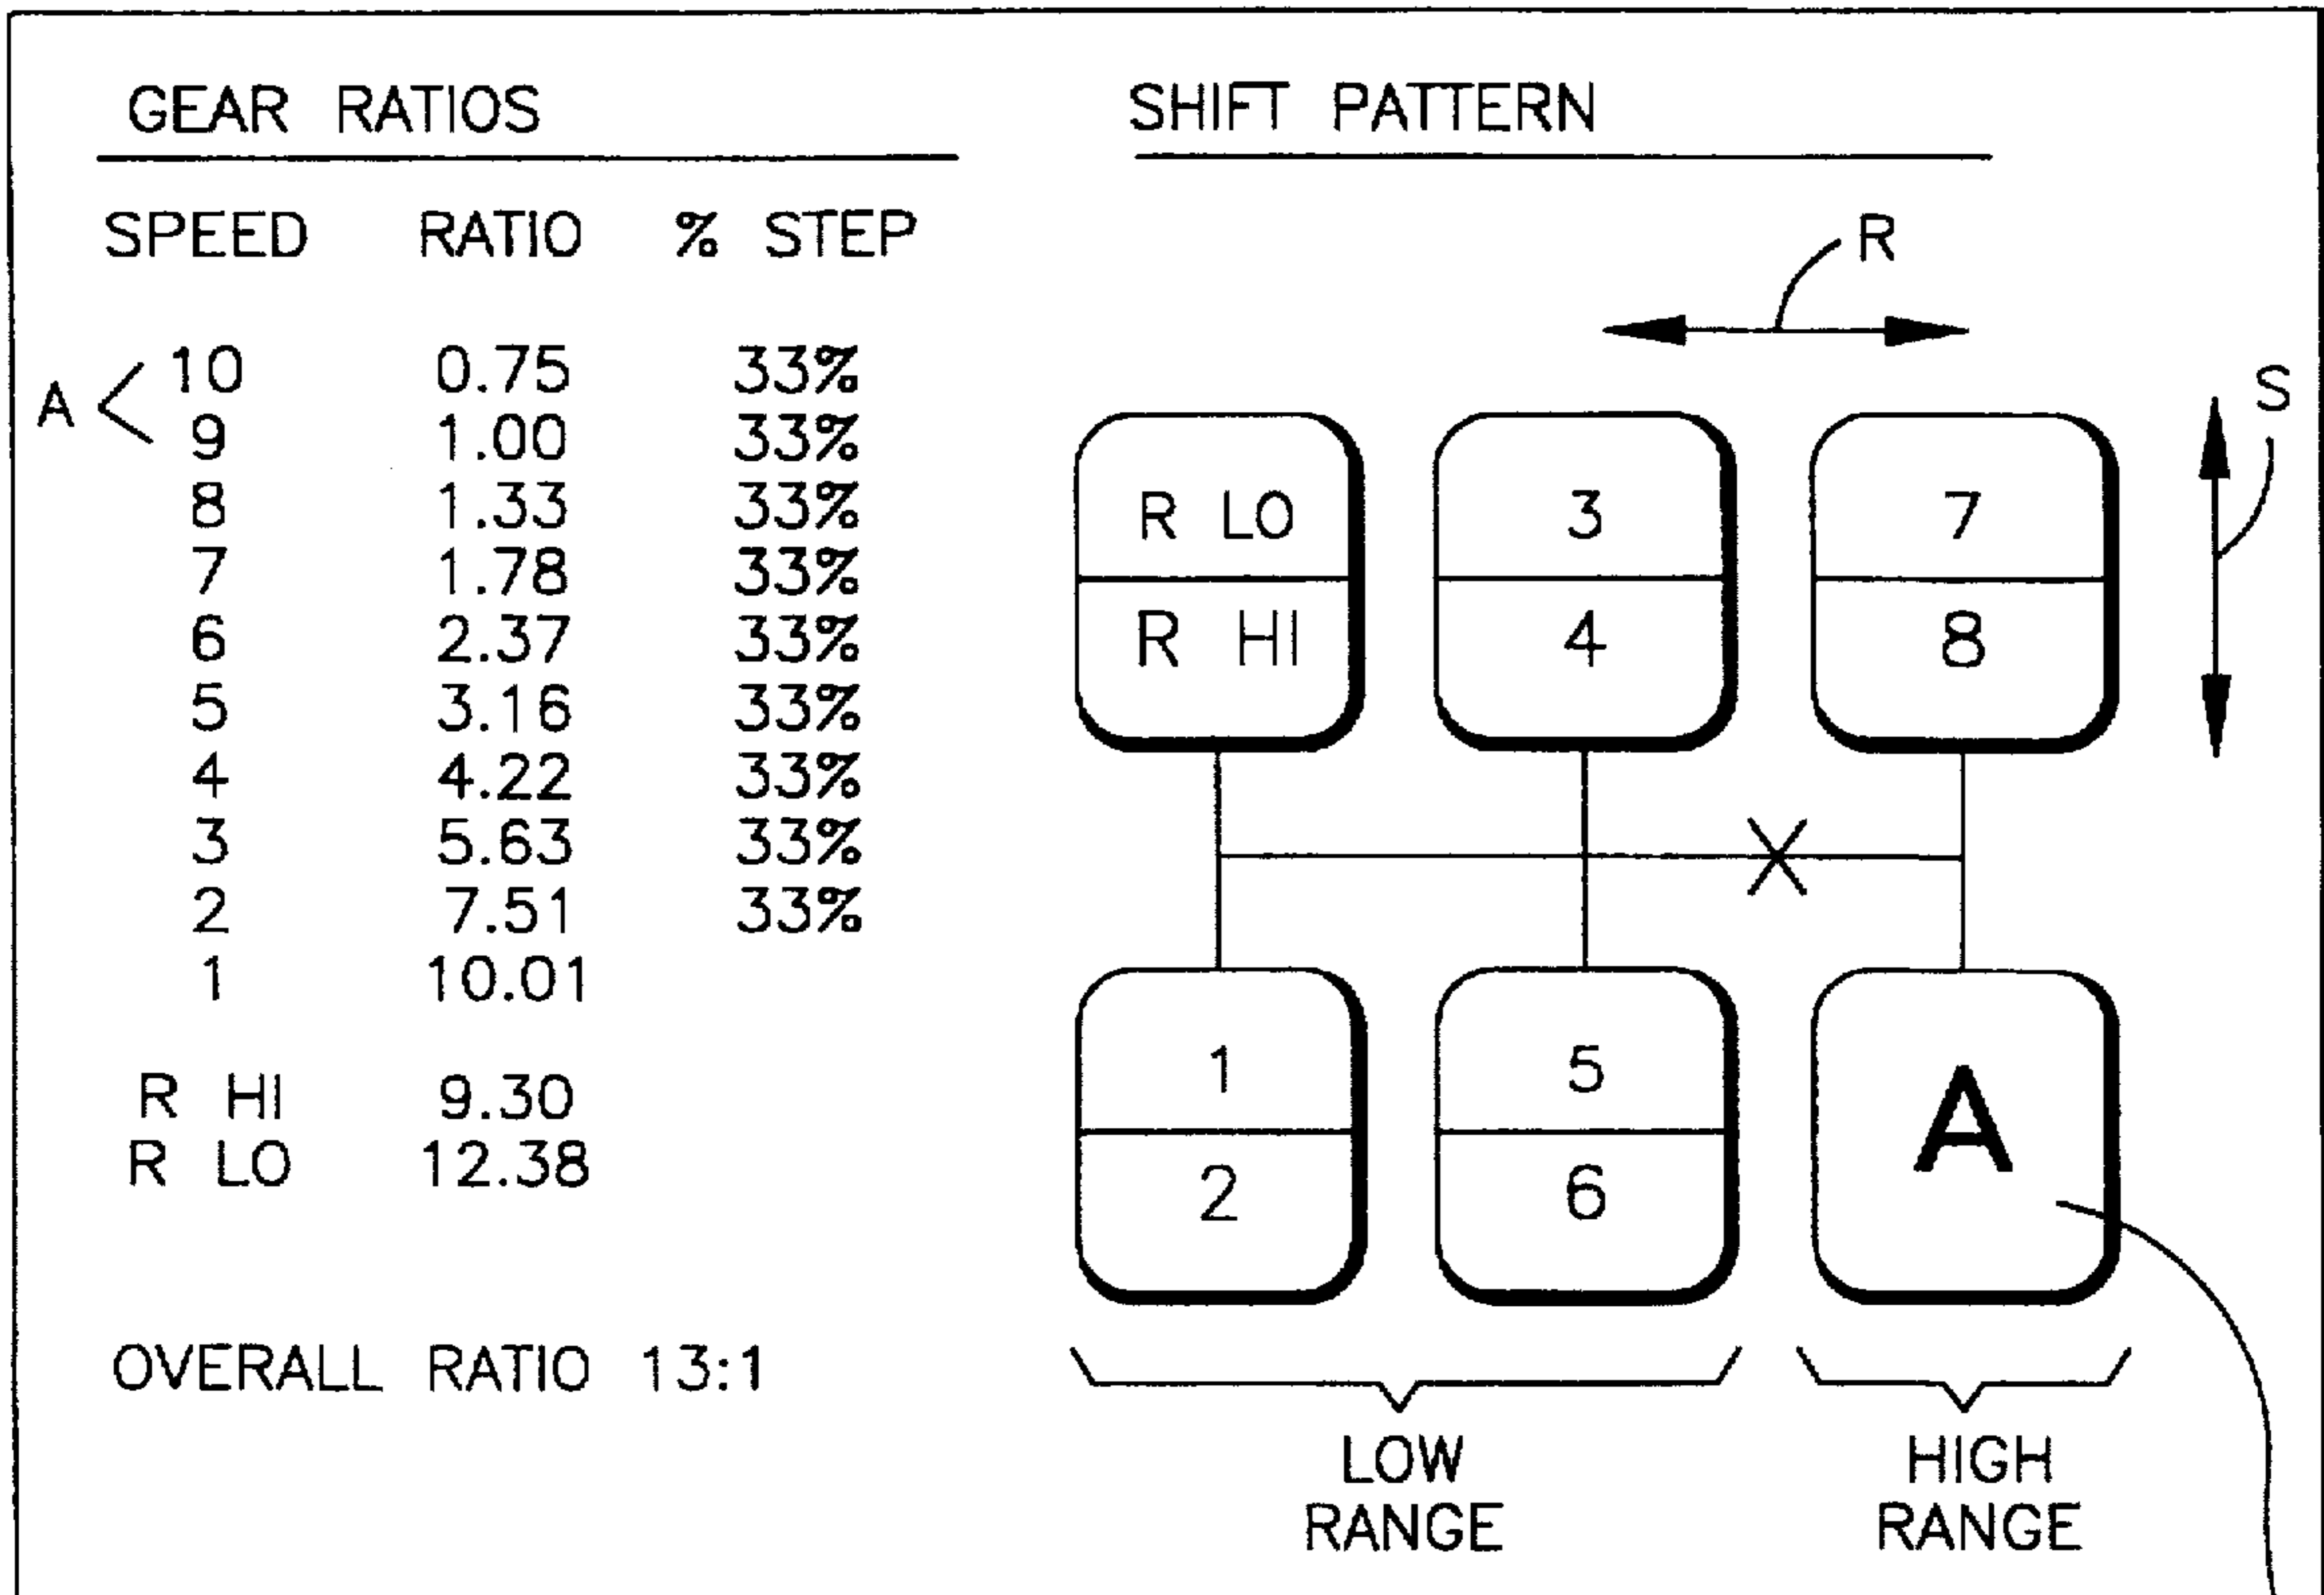 GEAR RATIOS
SPEED RATIO % STEP
A
10 0.75 33%
9 1.00 33%
8 1.33 33%
7 1.78 33%
6 2.37 33%
5 3.16 33%
4 4.22 33%
3 5.63 33%
2 7.51 33%
1 10.01
R HI 9.30
R LO 12.38
OVERALL RATIO 13:1
SHIFT PATTERN
R
S
R LO
R HI
3
4
7
8
1
2
5
6
A
LOW
RANGE
HIGH
RANGE